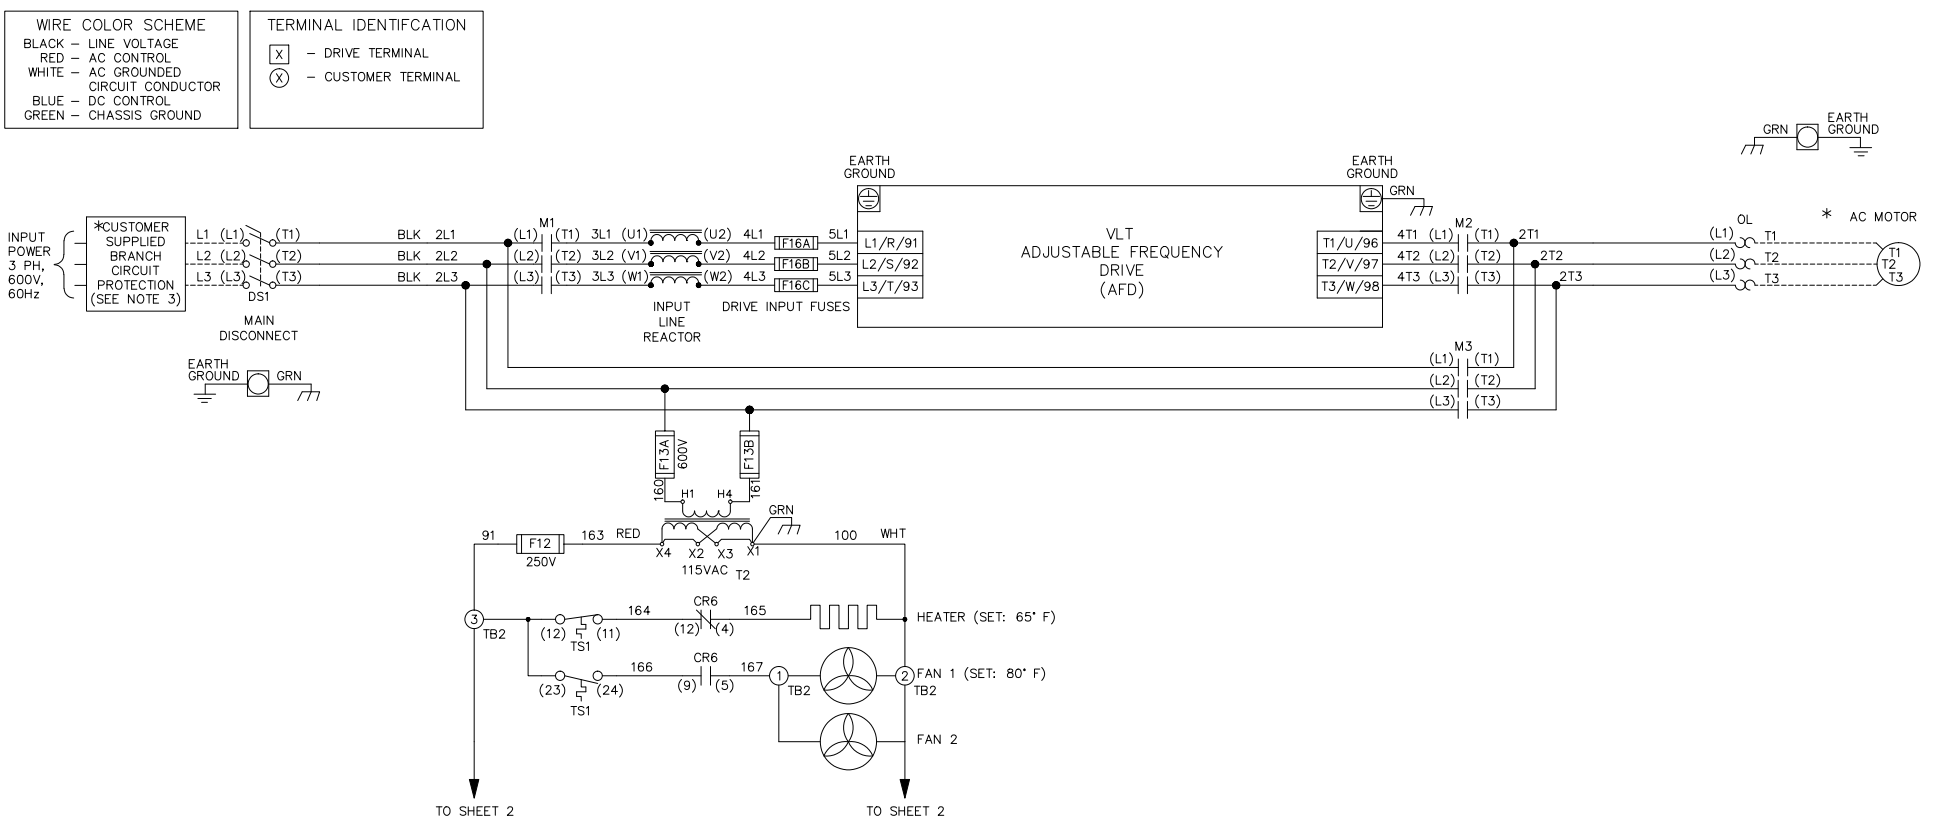 WIRE COLOR SCHEME
BLACK – LINE VOLTAGE
RED – AC CONTROL
WHITE – AC GROUNDED
CIRCUIT CONDUCTOR
BLUE – DC CONTROL
GREEN – CHASSIS GROUND
TERMINAL IDENTIFCATION
X – DRIVE TERMINAL
X – CUSTOMER TERMINAL
GRN
EARTH
GROUND
EARTH
GROUND
EARTH
GROUND
GRN
INPUT
POWER
3 PH,
600V,
60Hz
*CUSTOMER
SUPPLIED
BRANCH
CIRCUIT
PROTECTION
(SEE NOTE 3)
L1 (L1) (T1) BLK 2L1 (L1) M1 (T1) 3L1 (U1) (U2) 4L1 F16A 5L1 L1/R/91
L2 (L2) (T2) BLK 2L2 (L2) (T2) 3L2 (V1) (V2) 4L2 F16B 5L2 L2/S/92
L3 (L3) (T3) BLK 2L3 (L3) (T3) 3L3 (W1) (W2) 4L3 F16C 5L3 L3/T/93
DS1
MAIN
DISCONNECT
INPUT
LINE
REACTOR
DRIVE INPUT FUSES
VLT
ADJUSTABLE FREQUENCY
DRIVE
(AFD)
T1/U/96 4T1 (L1) M2 (T1) 2T1 (L1) OL T1
T2/V/97 4T2 (L2) (T2) 2T2 (L2) T2
T3/W/98 4T3 (L3) (T3) 2T3 (L3) T3
* AC MOTOR
T1
T2
T3
M3
(L1) (T1)
(L2) (T2)
(L3) (T3)
EARTH
GROUND GRN
F13A
600V
F13B
160
161
H1 H4
GRN
91 F12 163 RED
250V
X4 X2 X3 X1
100 WHT
115VAC T2
3
TB2
(12) (11)
TS1
164
CR6
(12) (4)
165
HEATER (SET: 65° F)
(23) (24)
TS1
166
CR6
(9) (5)
167
1
TB2
2
TB2
FAN 1 (SET: 80° F)
FAN 2
TO SHEET 2
TO SHEET 2